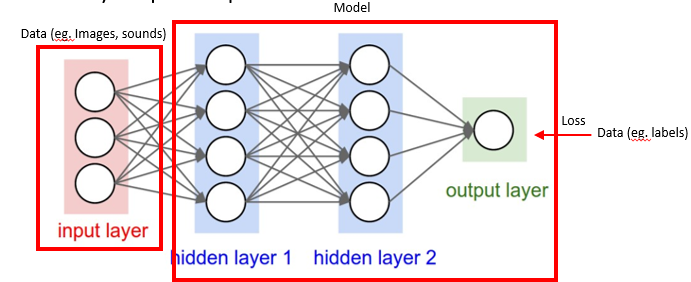 Model
Data (eg. Images, sounds)
Loss
Data (eg. labels)
output layer
input layer
hidden layer 1
hidden layer 2